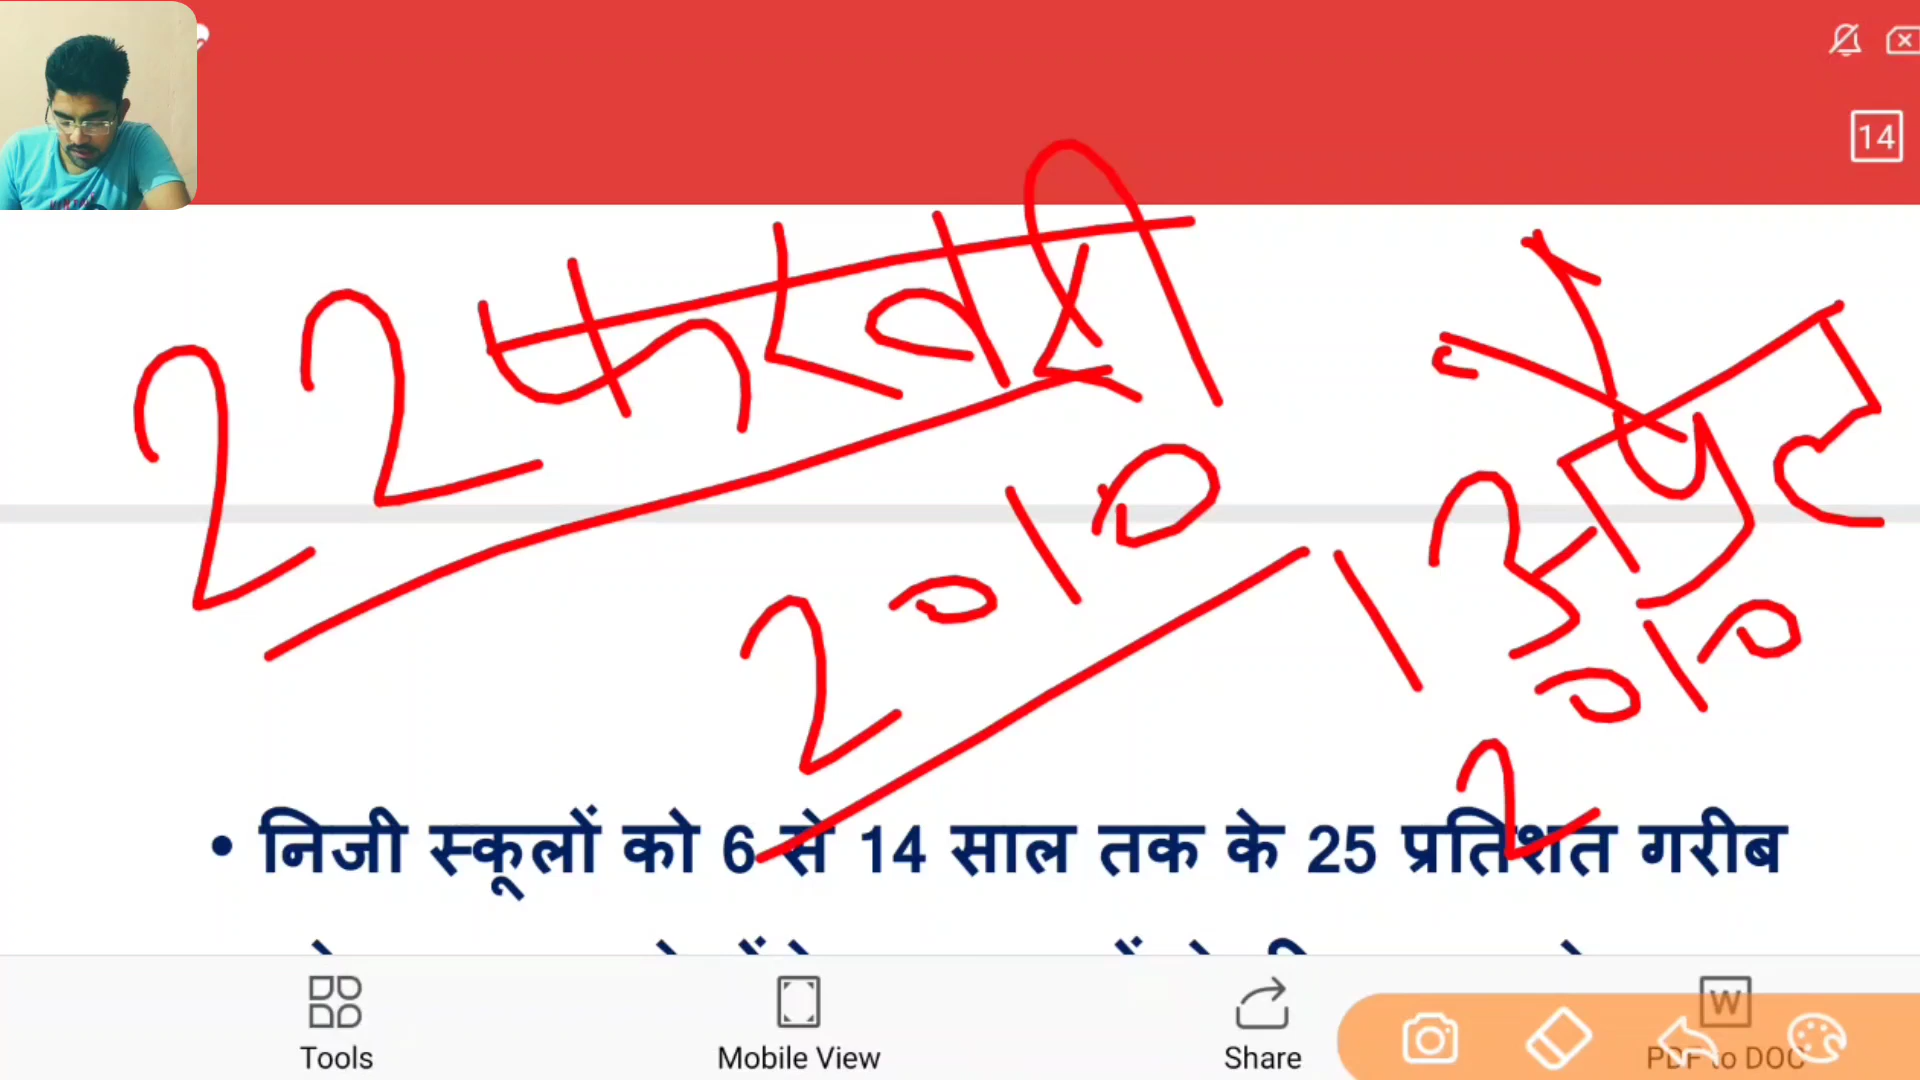 14
22 फरवरी
2010
1 अप्रैल
2010
• निजी स्कूलों को 6 से 14 साल तक के 25 प्रतिशत गरीब
Tools
Mobile View
Share
W
PDF to DOC